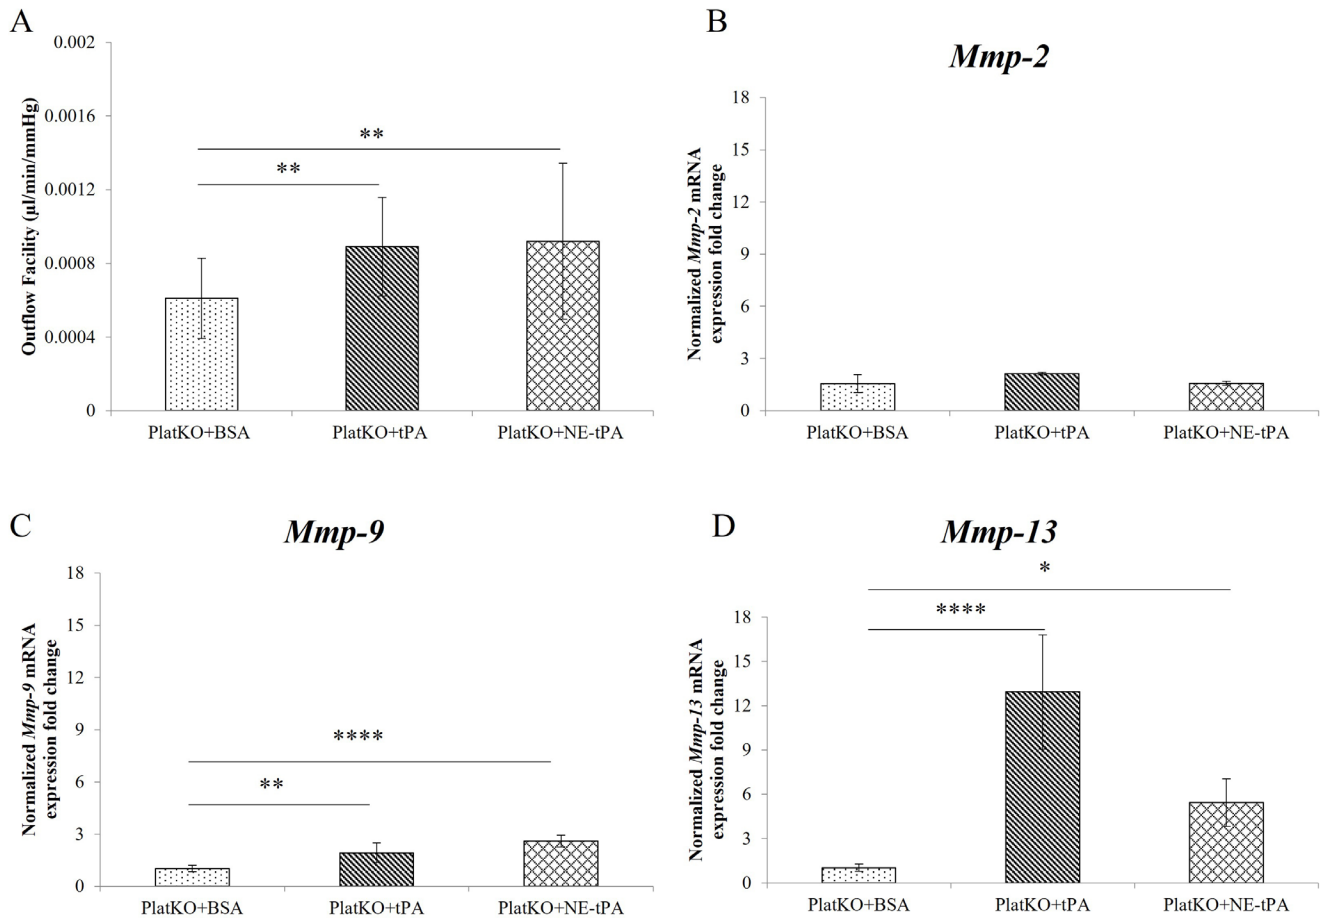 A
Outflow Facility (µl/min/mmHg)
0.002
0.0016
0.0012
0.0008
0.0004
0
**
**
PlatKO+BSA
PlatKO+tPA
PlatKO+NE-tPA
B
Mmp-2
Normalized Mmp-2 mRNA
expression fold change
18
15
12
9
6
3
0
PlatKO+BSA
PlatKO+tPA
PlatKO+NE-tPA
C
Mmp-9
Normalized Mmp-9 mRNA
expression fold change
18
15
12
9
6
3
0
****
**
PlatKO+BSA
PlatKO+tPA
PlatKO+NE-tPA
D
Mmp-13
Normalized Mmp-13 mRNA
expression fold change
18
15
12
9
6
3
0
*
****
PlatKO+BSA
PlatKO+tPA
PlatKO+NE-tPA